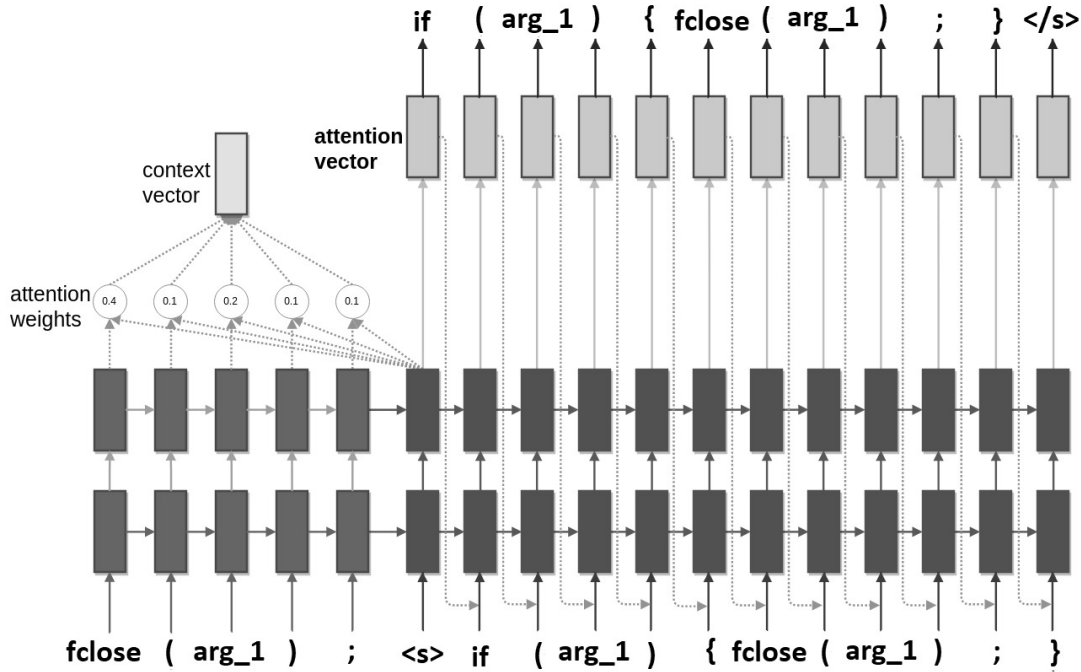 if ( arg_1 ) { fclose ( arg_1 ) ; } </s>
attention
vector
context
vector
attention
weights
0.4 0.1 0.2 0.1 0.1
fclose ( arg_1 ) ; <s> if ( arg_1 ) { fclose ( arg_1 ) ; }